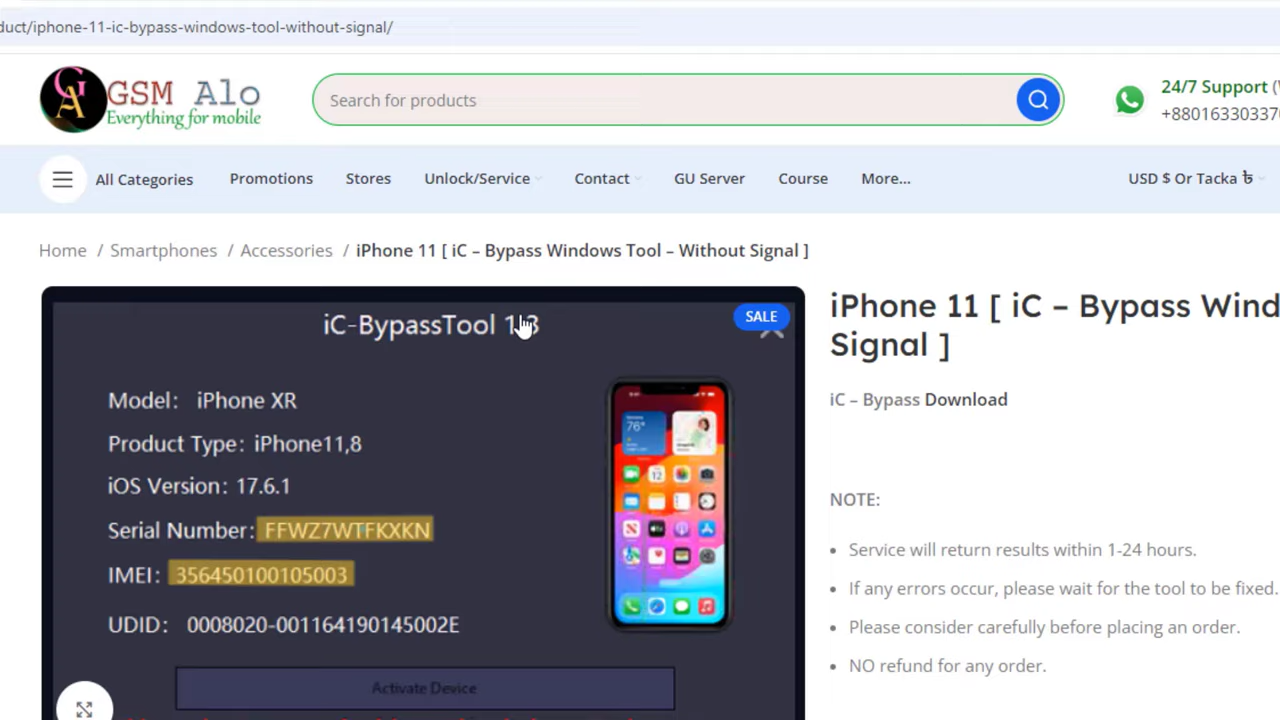 duct/iphone-11-ic-bypass-windows-tool-without-signal/
GSM Alo
Everything for mobile
Search for products
24/7 Support (
+8801633033
All Categories
Promotions
Stores
Unlock/Service
Contact
GU Server
Course
More...
USD $ Or Tacka ৳
Home / Smartphones / Accessories / iPhone 11 [ iC – Bypass Windows Tool – Without Signal ]
iC-BypassTool
SALE
Model: iPhone XR
Product Type: iPhone11,8
iOS Version: 17.6.1
Serial Number: FFWZ7WTFKXKN
IMEI: 356450100105003
UDID: 0008020-001164190145002E
Activate Device
iPhone 11 [ iC – Bypass Wind
Signal ]
iC – Bypass Download
NOTE:
Service will return results within 1-24 hours.
If any errors occur, please wait for the tool to be fixed.
Please consider carefully before placing an order.
NO refund for any order.